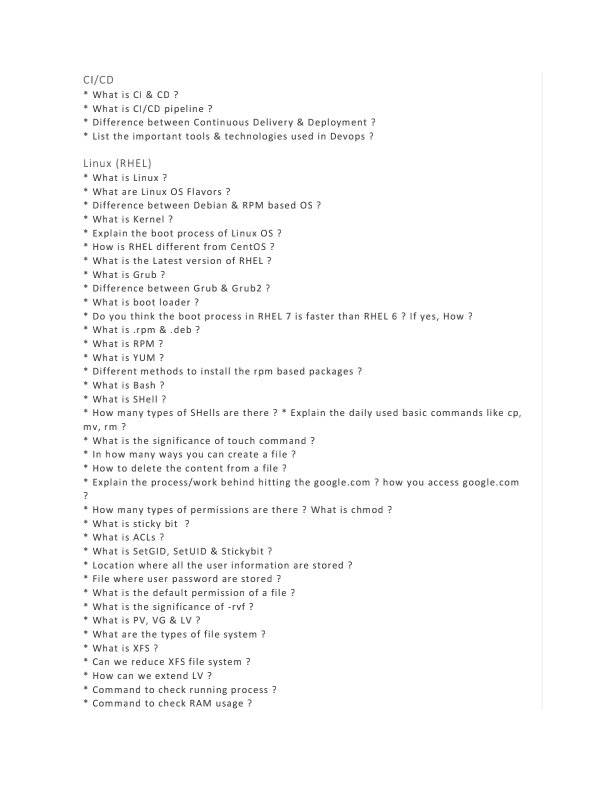 CI/CD
* What is CI & CD ?
* What is CI/CD pipeline ?
* Difference between Continuous Delivery & Deployment ?
* List the important tools & technologies used in Devops ?
Linux (RHEL)
* What is Linux ?
* What are Linux OS Flavors ?
* Difference between Debian & RPM based OS ?
* What is Kernel ?
* Explain the boot process of Linux OS ?
* How is RHEL different from CentOS ?
* What is the Latest version of RHEL ?
* What is Grub ?
* Difference between Grub & Grub2 ?
* What is boot loader ?
* Do you think the boot process in RHEL 7 is faster than RHEL 6 ? If yes, How ?
* What is .rpm & .deb ?
* What is RPM ?
* What is YUM ?
* Different methods to install the rpm based packages ?
* What is Bash ?
* What is SHell ?
* How many types of SHells are there ? * Explain the daily used basic commands like cp,
mv, rm ?
* What is the significance of touch command ?
* In how many ways you can create a file ?
* How to delete the content from a file ?
* Explain the process/work behind hitting the google.com ? how you access google.com
?
* How many types of permissions are there ? What is chmod ?
* What is sticky bit  ?
* What is ACLs ?
* What is SetGID, SetUID & Stickybit ?
* Location where all the user information are stored ?
* File where user password are stored ?
* What is the default permission of a file ?
* What is the significance of -rvf ?
* What is PV, VG & LV ?
* What are the types of file system ?
* What is XFS ?
* Can we reduce XFS file system ?
* How can we extend LV ?
* Command to check running process ?
* Command to check RAM usage ?